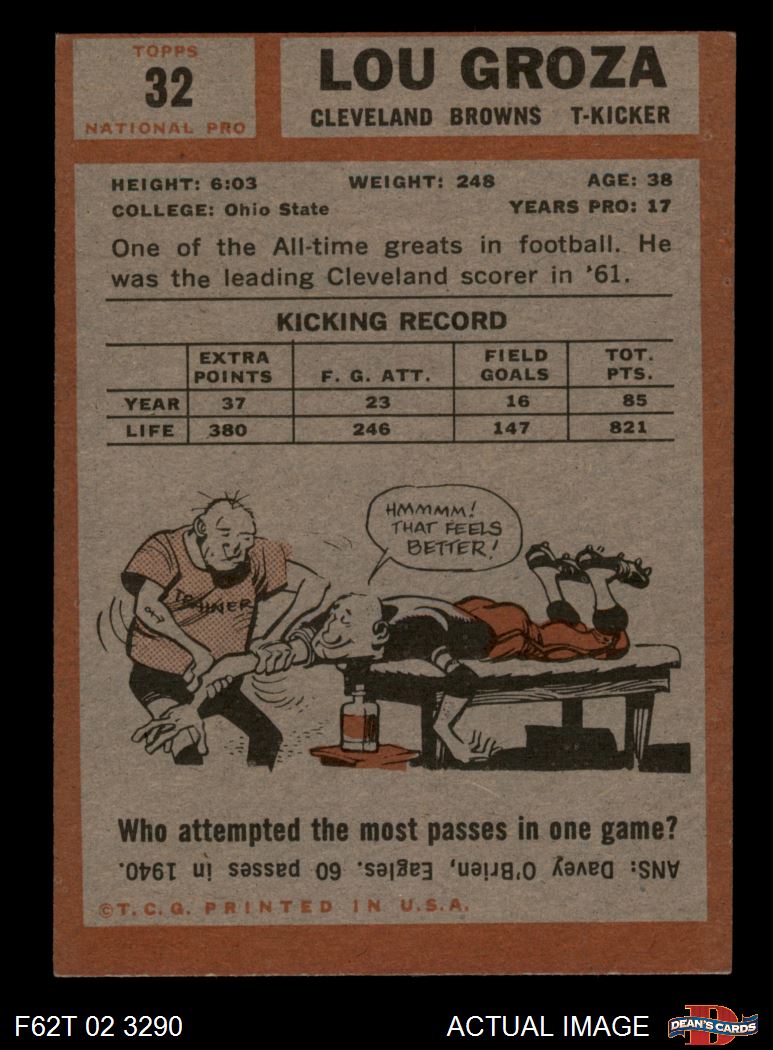 TOPPS
32
NATIONAL PRO
LOU GROZA
CLEVELAND BROWNS T-KICKER
HEIGHT: 6:03 WEIGHT: 248 AGE: 38
COLLEGE: Ohio State YEARS PRO: 17
One of the All-time greats in football. He
was the leading Cleveland scorer in '61.
KICKING RECORD
EXTRA POINTS F. G. ATT. FIELD GOALS TOT. PTS.
YEAR 37 23 16 85
LIFE 380 246 147 821
HMMMMM!
THAT FEELS
BETTER!
TRAINER
Who attempted the most passes in one game?
ANS: Davey O'Brien, Eagles. 60 passes in 1940.
©T.C.G. PRINTED IN U.S.A.
F62T 02 3290 ACTUAL IMAGE
D
DEAN'S CARDS